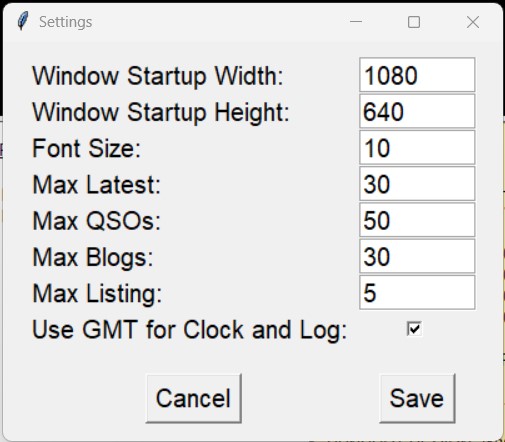 Settings
Window Startup Width: 1080
Window Startup Height: 640
Font Size: 10
Max Latest: 30
Max QSOs: 50
Max Blogs: 30
Max Listing: 5
Use GMT for Clock and Log:
Cancel Save